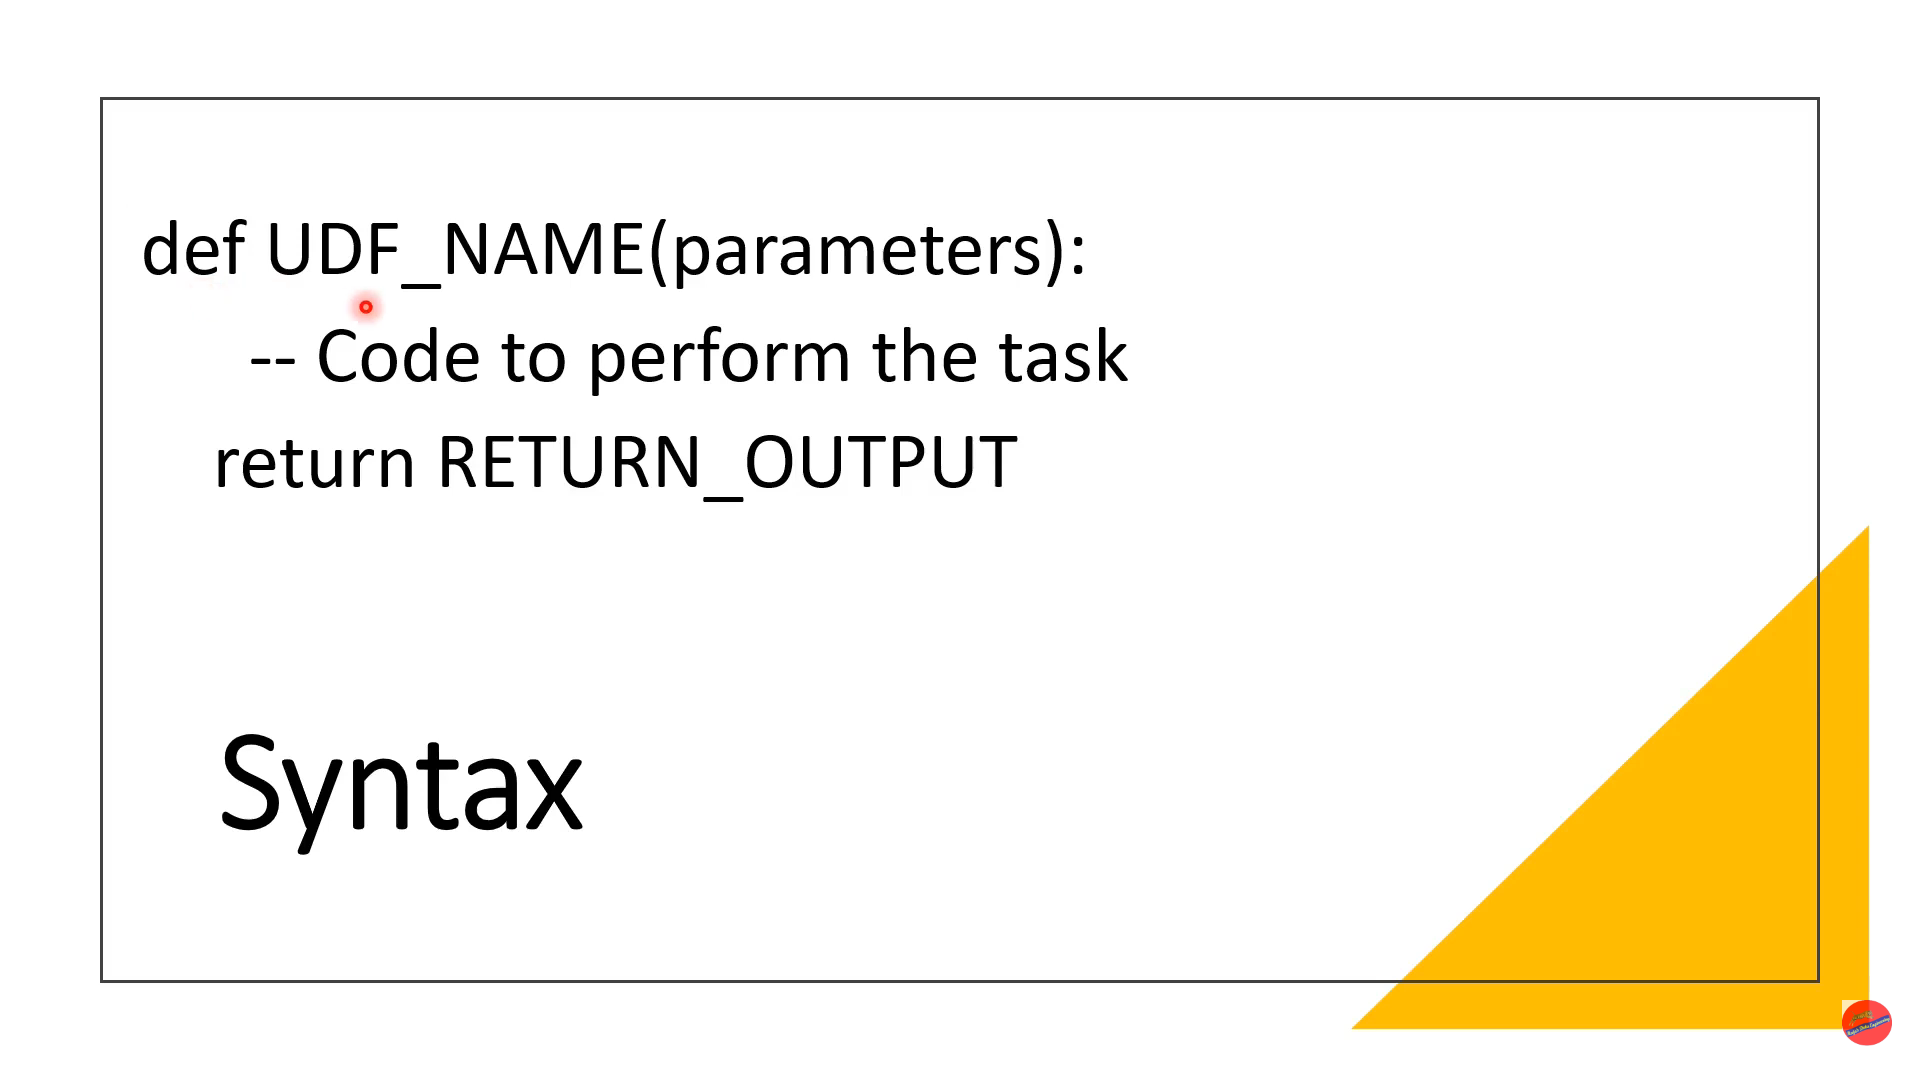 def UDF_NAME(parameters):
-- Code to perform the task
return RETURN_OUTPUT
Syntax